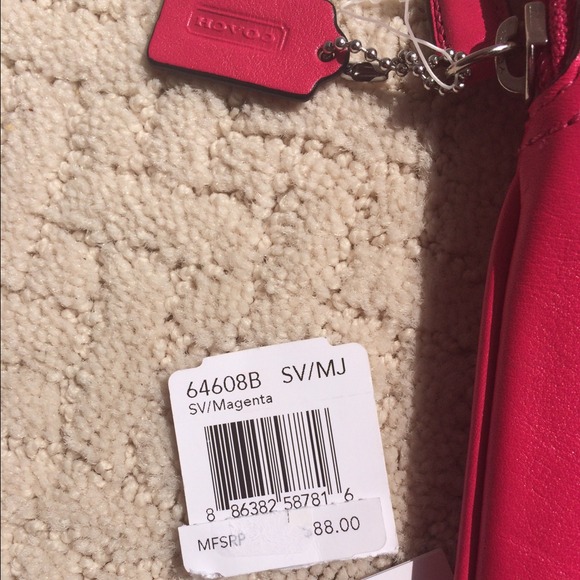 COACH
64608B SV/MJ
SV/Magenta
8 86382 58781 6
MFSRP 88.00